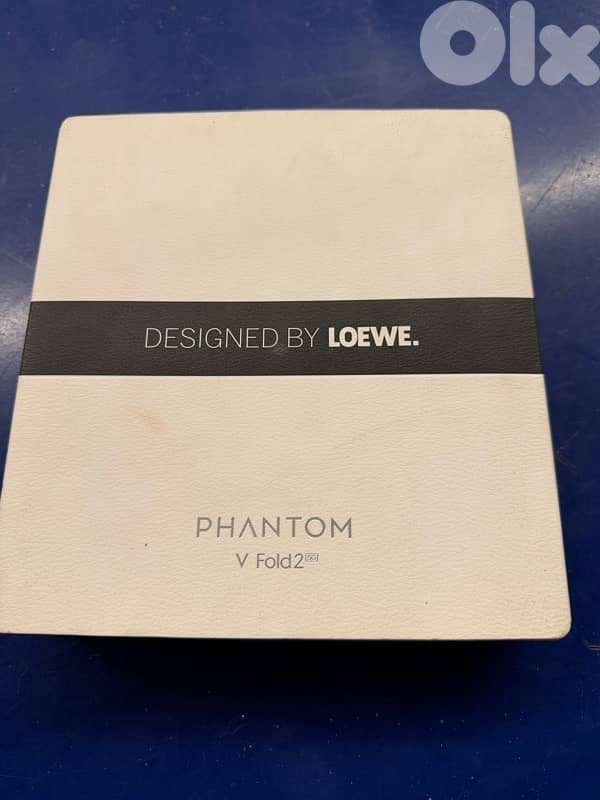 Olx
DESIGNED BY LOEWE.
PHANTOM
V Fold2 5G